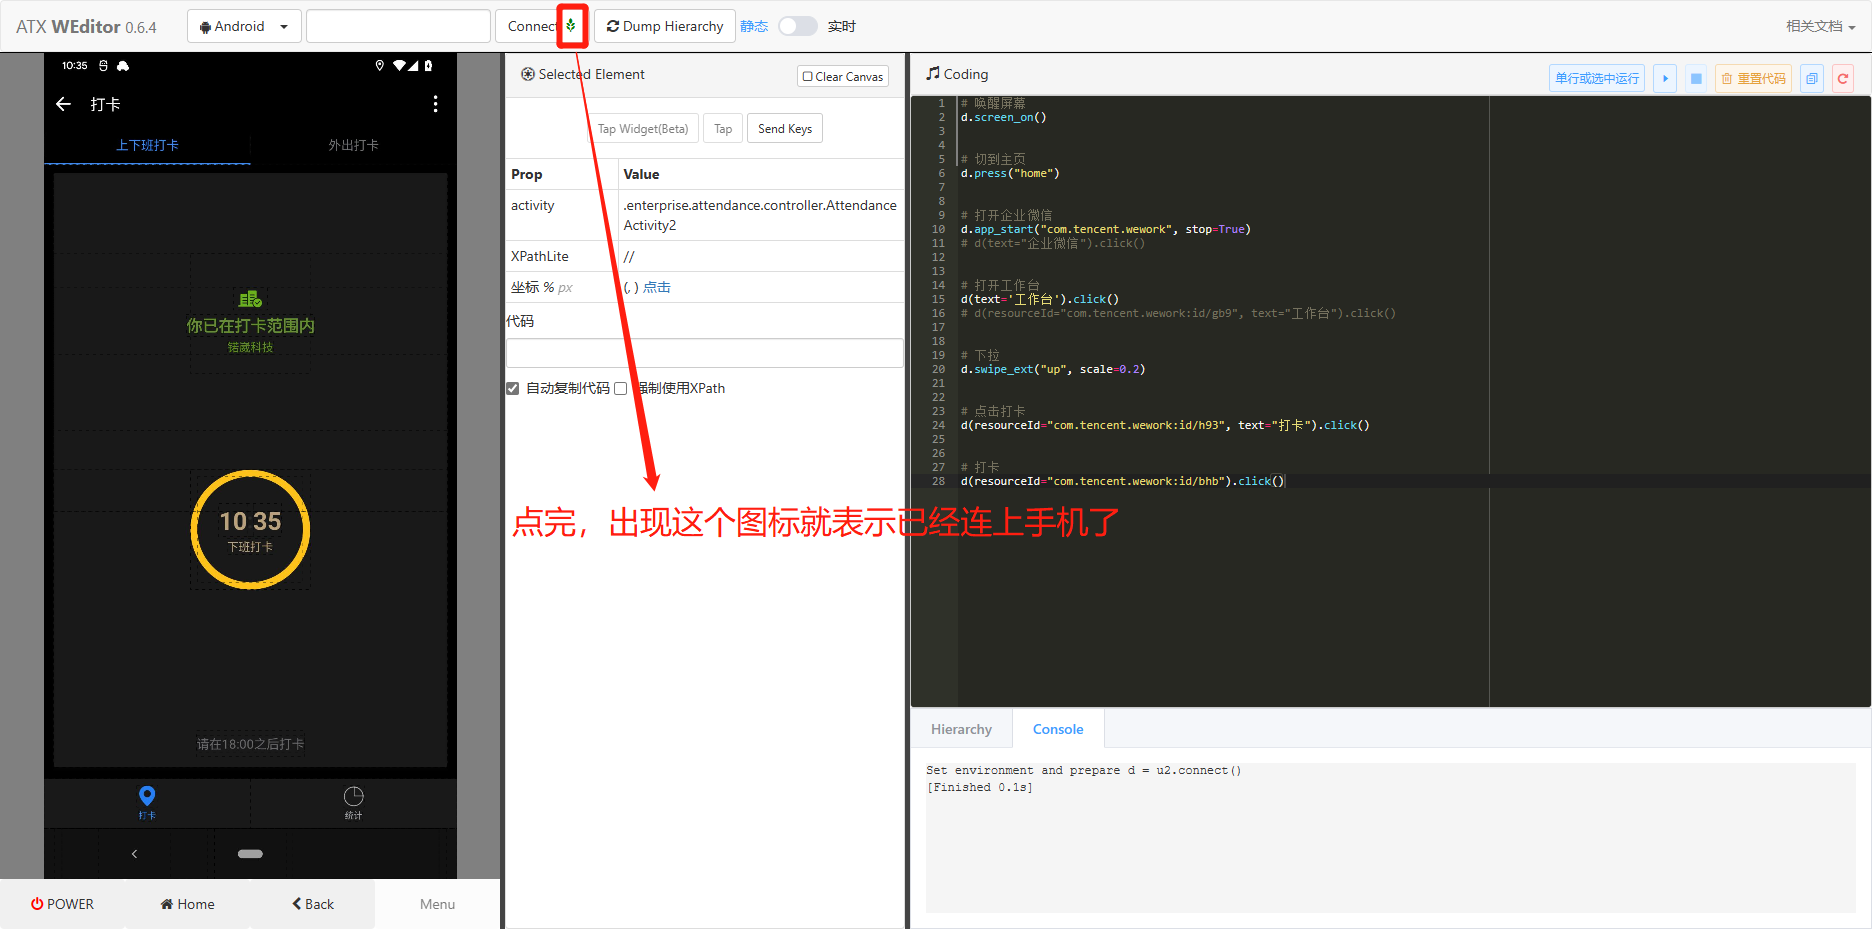 ATX WEditor 0.6.4
Android
Connect
Dump Hierarchy
静态
实时
相关文档
10:35
打卡
上下班打卡
外出打卡
你已在打卡范围内
锘崴科技
10 35
下班打卡
请在18:00之后打卡
打卡
统计
POWER
Home
Back
Menu
Selected Element
Clear Canvas
Tap Widget(Beta)
Tap
Send Keys
Prop Value
activity .enterprise.attendance.controller.Attendance
Activity2
XPathLite //
坐标 % px (, ) 点击
代码
自动复制代码
强制使用XPath
点完，出现这个图标就表示已经连上手机了
Coding
单行或选中运行
重置代码
1 # 唤醒屏幕
2 d.screen_on()
3
4
5 # 切到主页
6 d.press("home")
7
8
9 # 打开企业微信
10 d.app_start("com.tencent.wework", stop=True)
11 # d(text="企业微信").click()
12
13
14 # 打开工作台
15 d(text='工作台').click()
16 # d(resourceId="com.tencent.wework:id/gb9", text="工作台").click()
17
18
19 # 下拉
20 d.swipe_ext("up", scale=0.2)
21
22
23 # 点击打卡
24 d(resourceId="com.tencent.wework:id/h93", text="打卡").click()
25
26
27 # 打卡
28 d(resourceId="com.tencent.wework:id/bhb").click()
Hierarchy
Console
Set environment and prepare d = u2.connect()
[Finished 0.1s]